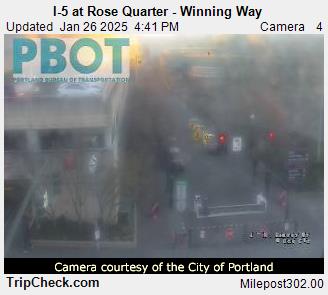 I-5 at Rose Quarter - Winning Way
Updated Jan 26 2025 4:41 PM Camera 4
PBOT
PORTLAND BUREAU OF TRANSPORTATION
Camera courtesy of the City of Portland
TripCheck.com Milepost302.00